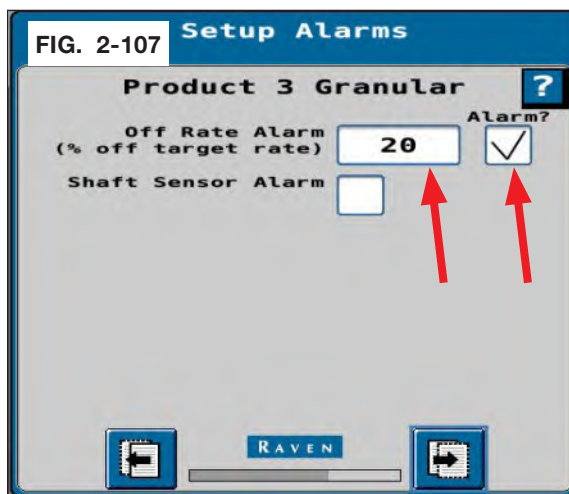 FIG. 2-107
Setup Alarms
Product 3 Granular
?
Alarm?
Off Rate Alarm
(% off target rate)
20
Shaft Sensor Alarm
RAVEN